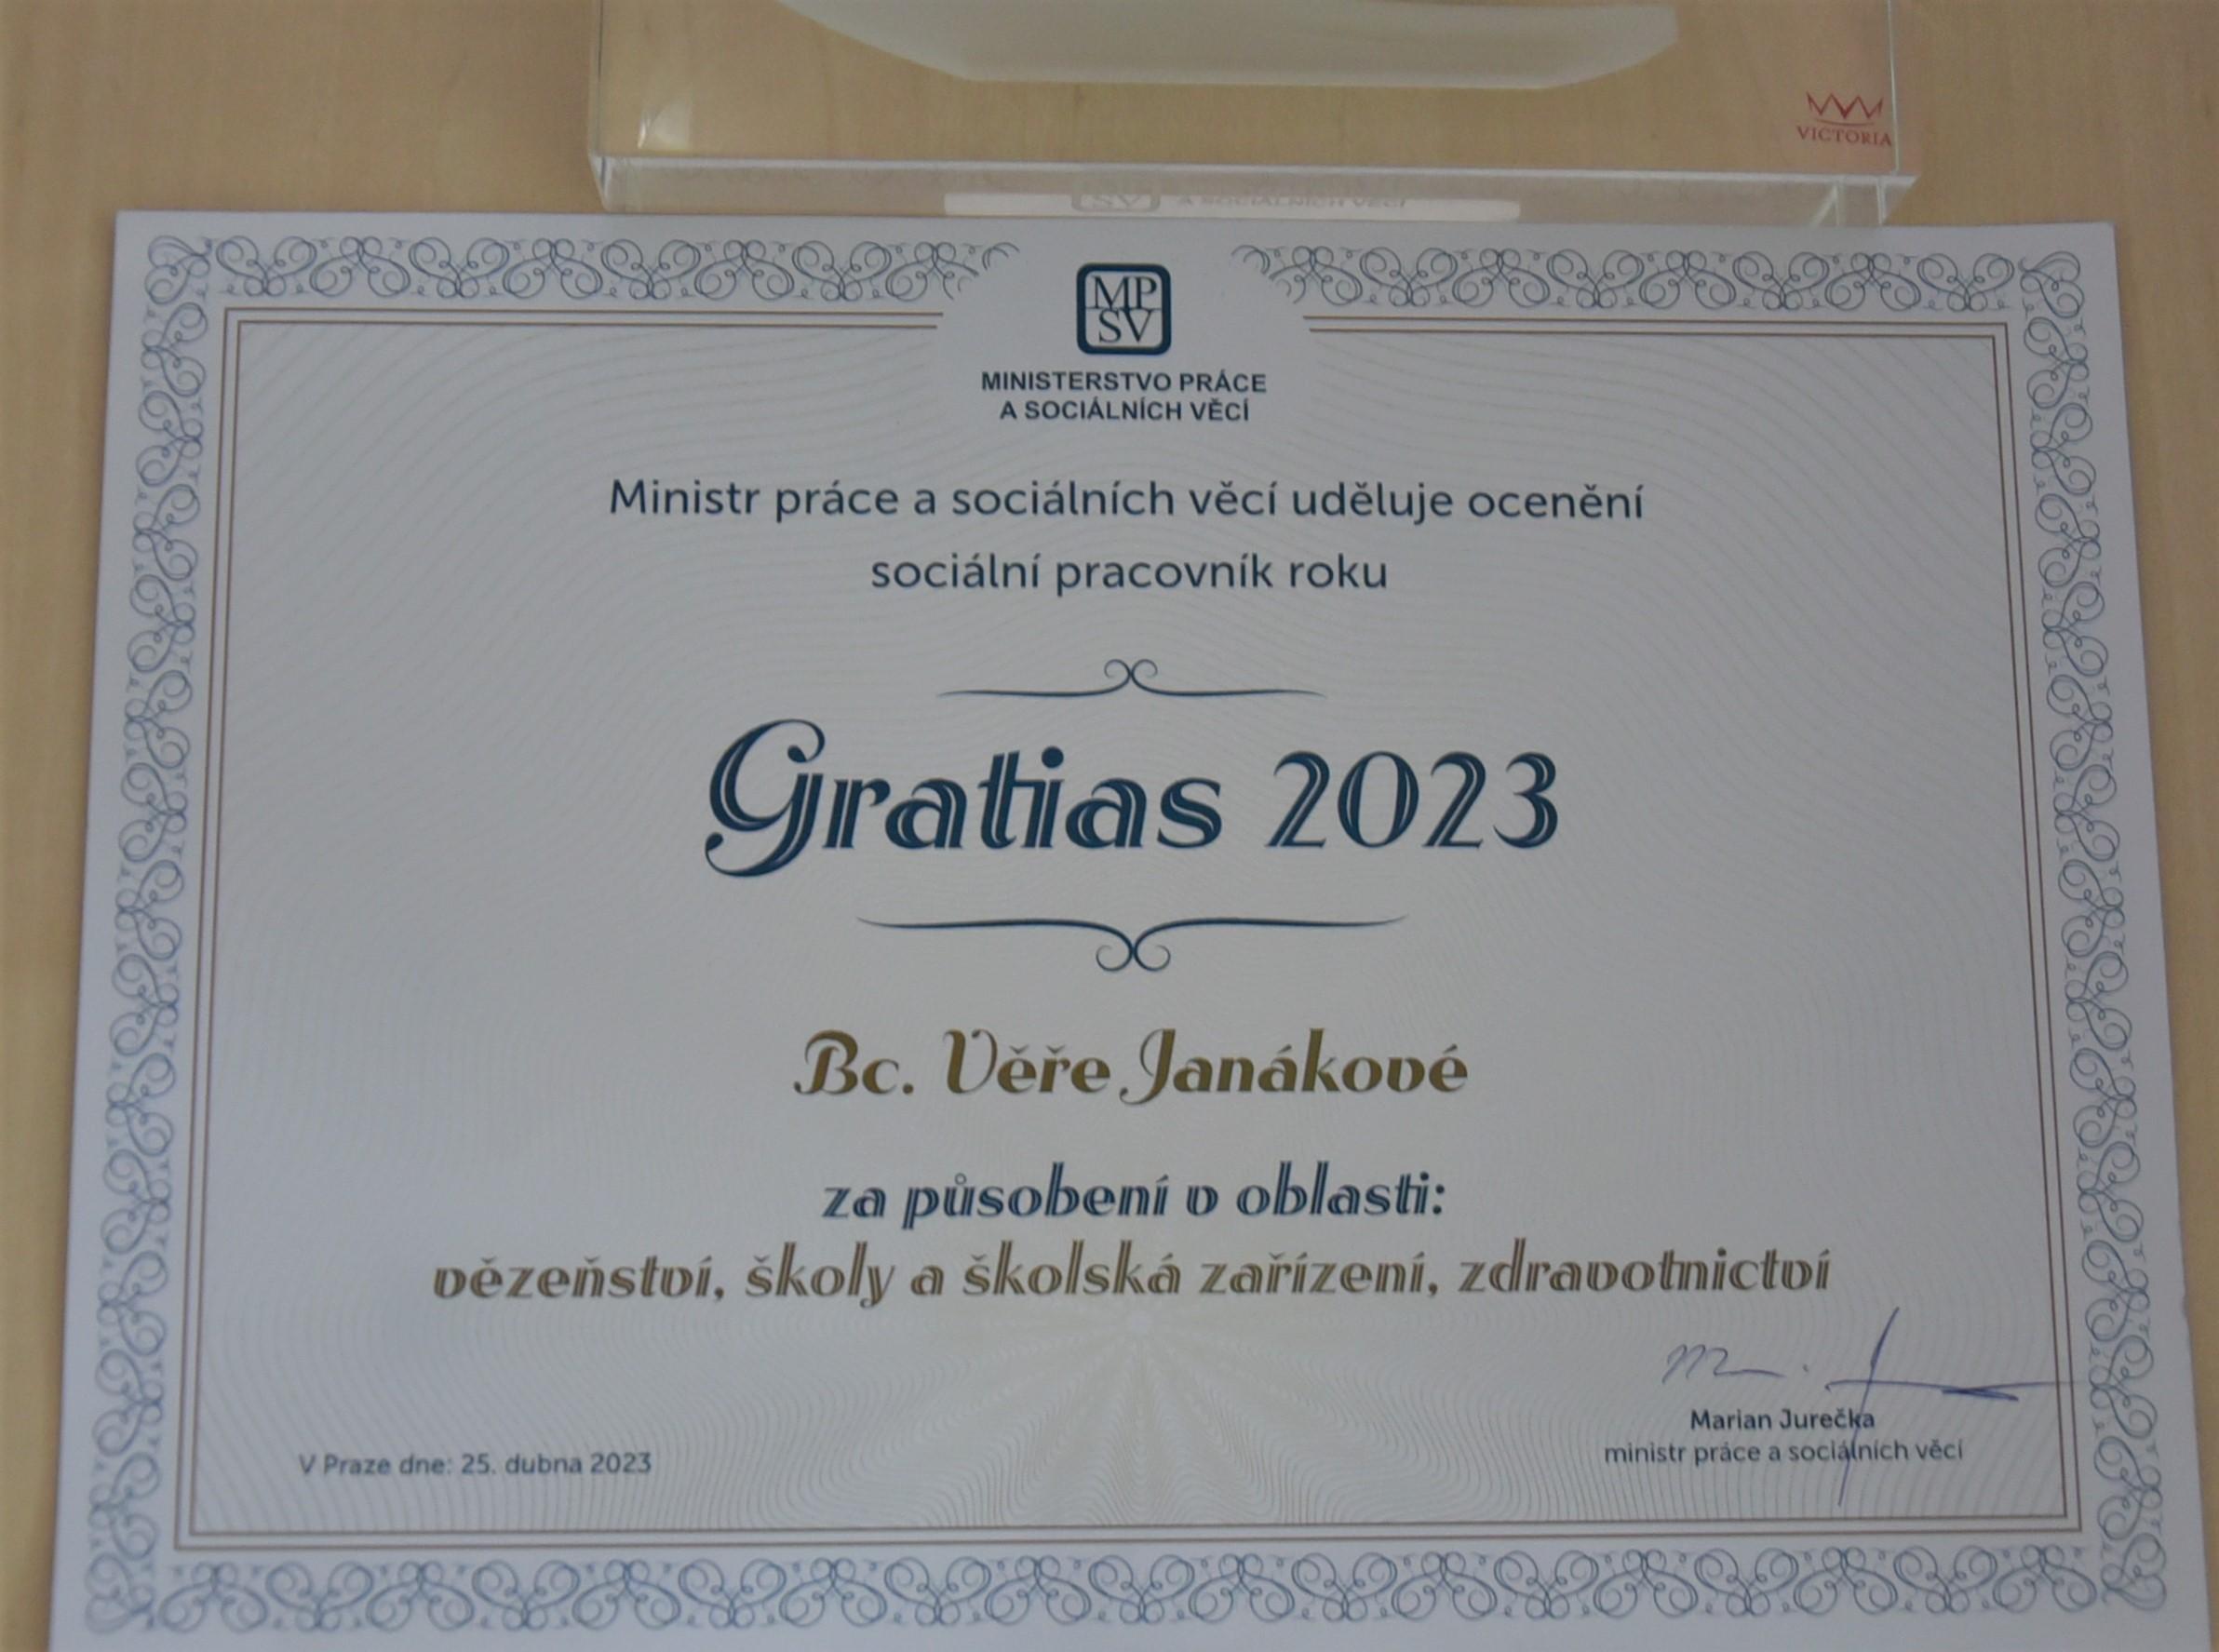 VICTORIA
MP
SV
MINISTERSTVO PRÁCE
A SOCIÁLNÍCH VĚCÍ
Ministr práce a sociálních věcí uděluje ocenění
sociální pracovník roku
Gratias 2023
Bc. Věře Janákové
za působení v oblasti:
vězeňství, školy a školská zařízení, zdravotnictví
Marian Jurečka
ministr práce a sociálních věcí
V Praze dne: 25. dubna 2023